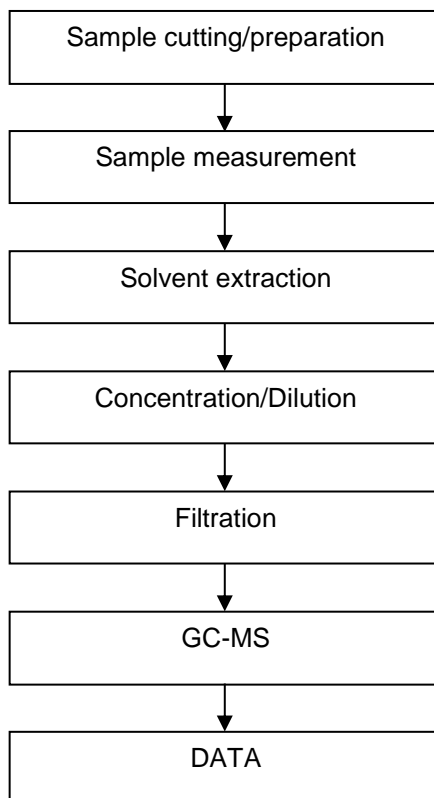 Sample cutting/preparation
Sample measurement
Solvent extraction
Concentration/Dilution
Filtration
GC-MS
DATA